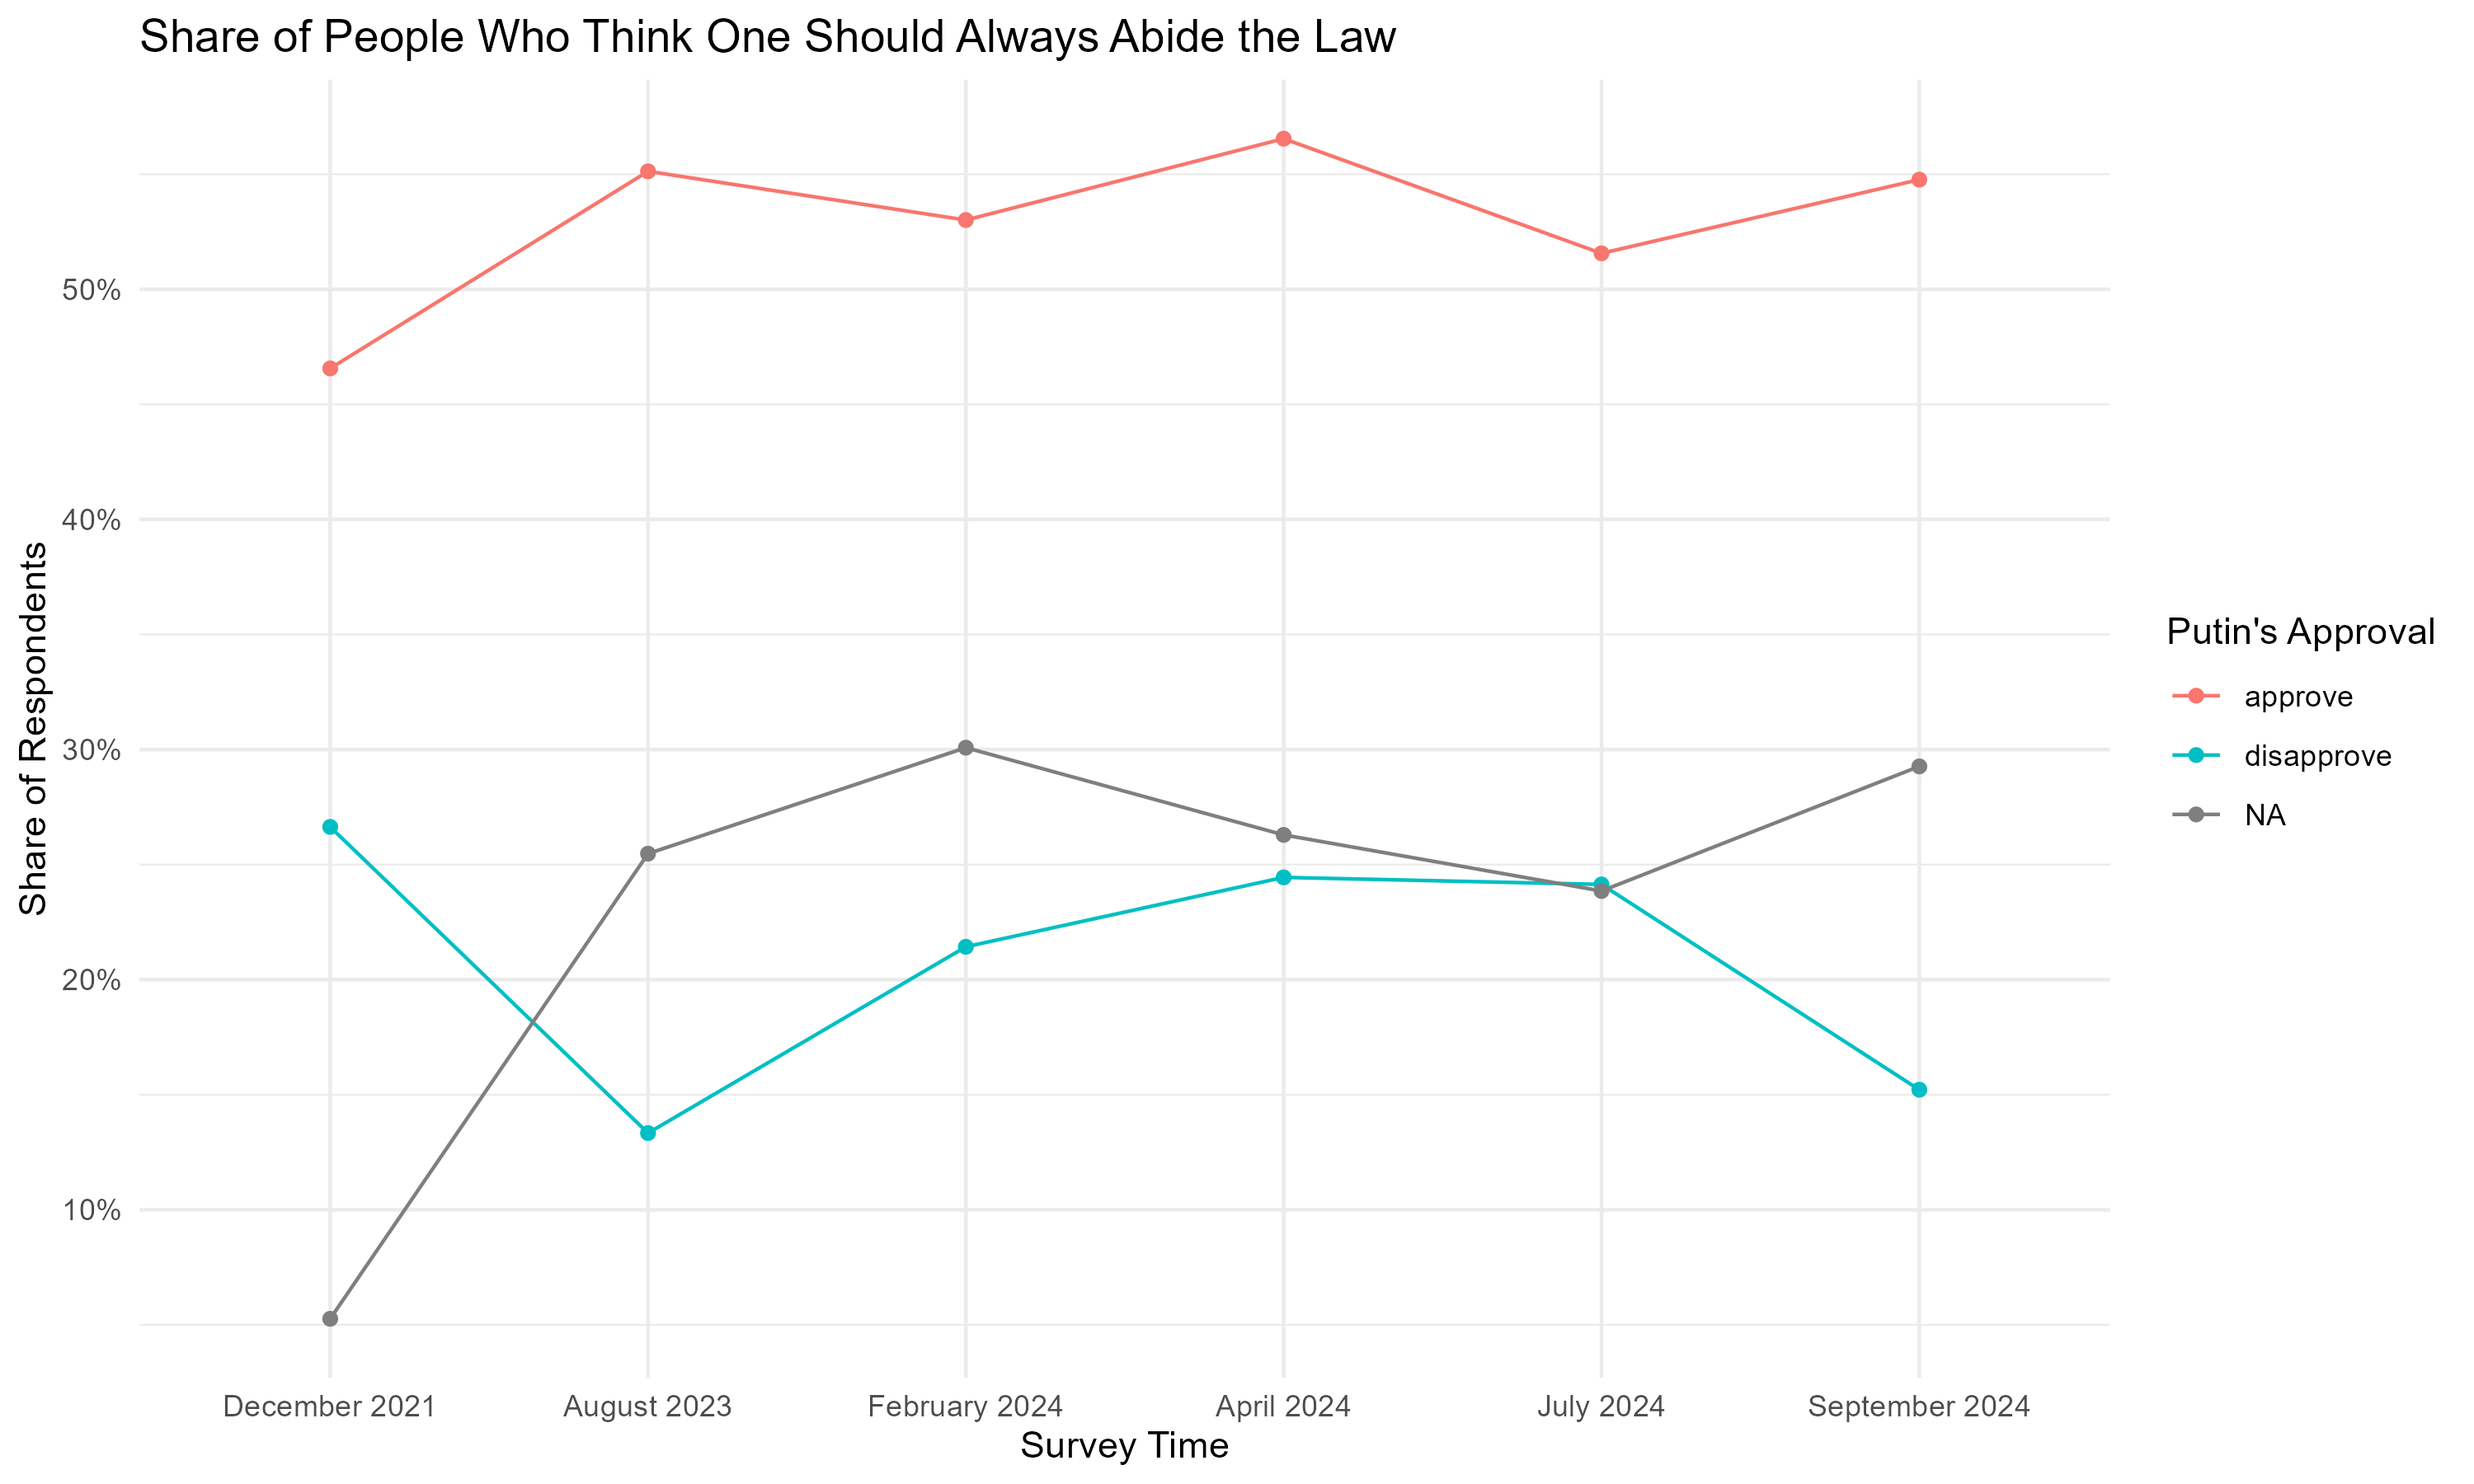 Share of People Who Think One Should Always Abide the Law
Share of Respondents
50%
40%
30%
20%
10%
December 2021
August 2023
February 2024
April 2024
July 2024
September 2024
Survey Time
Putin's Approval
approve
disapprove
NA